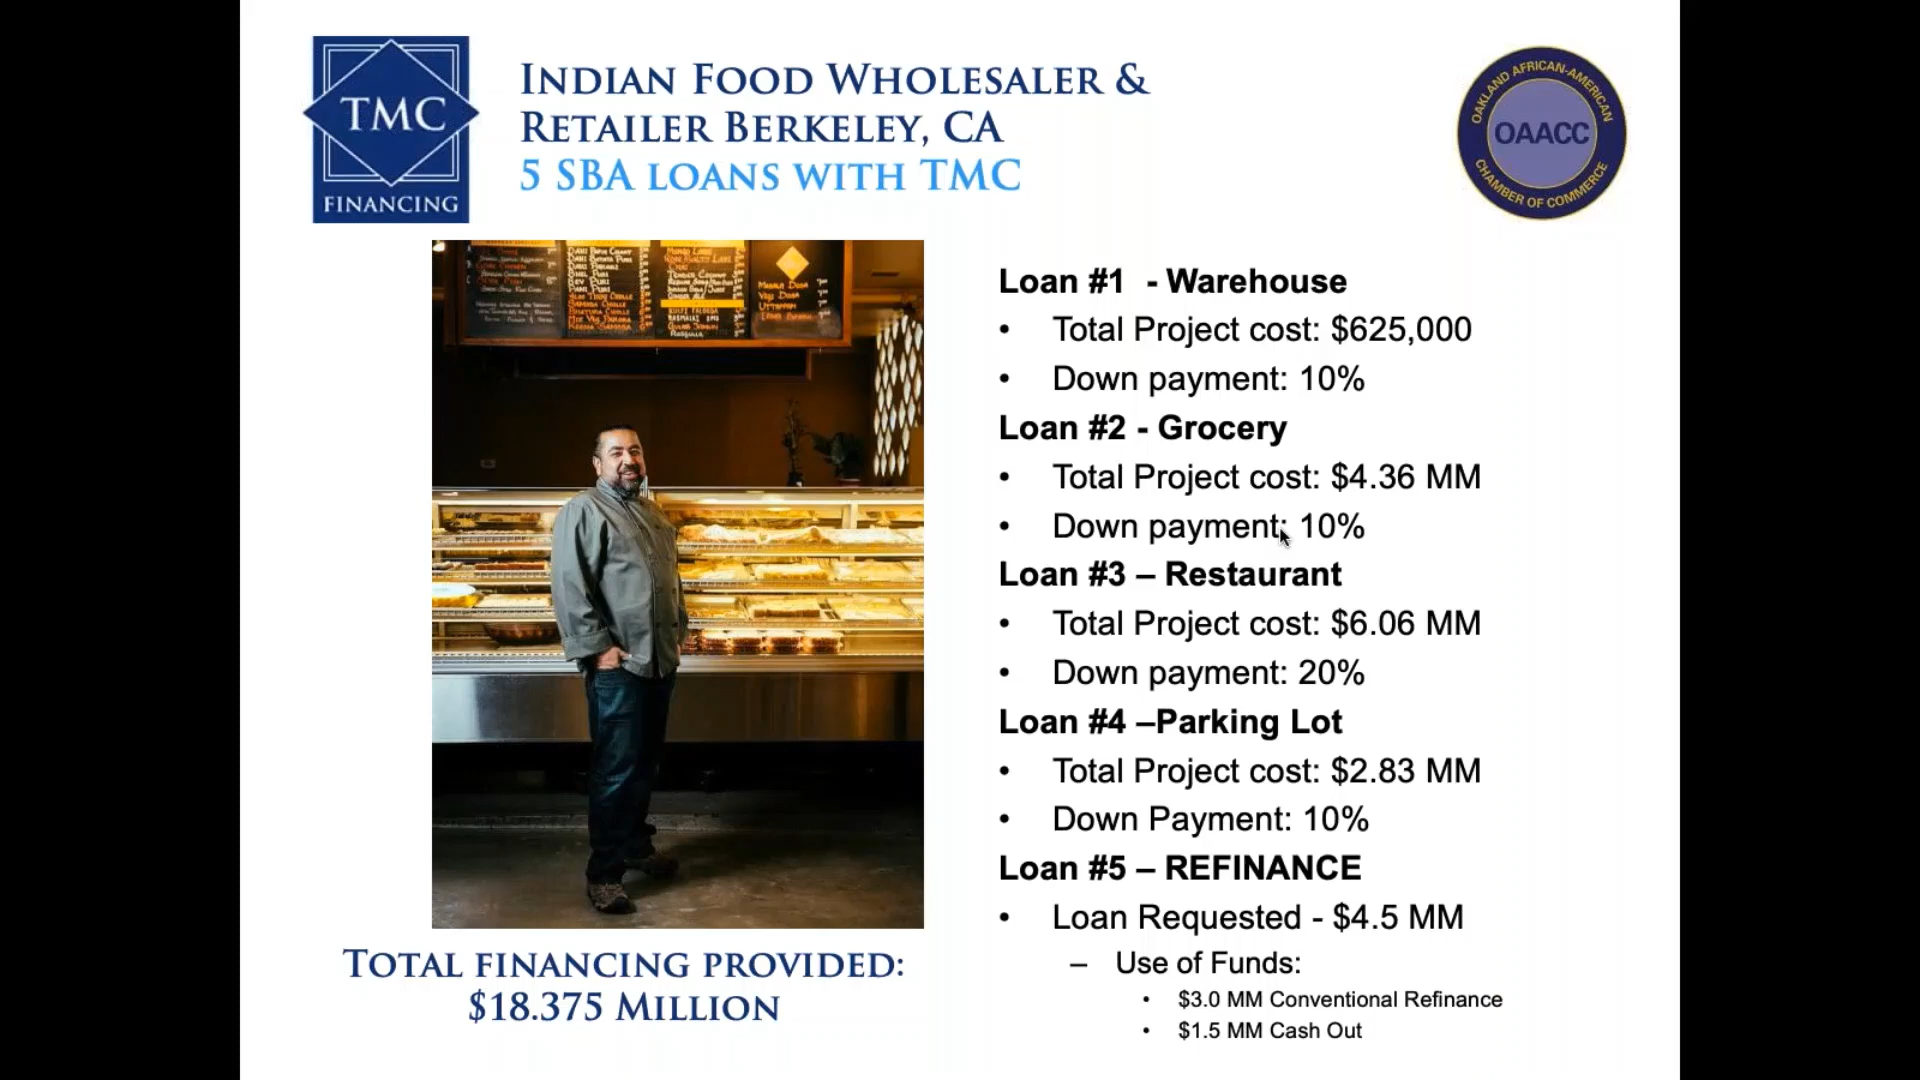 TMC
FINANCING
Indian Food Wholesaler &
Retailer Berkeley, CA
5 SBA loans with TMC
OAKLAND AFRICAN-AMERICAN
OAACC
CHAMBER OF COMMERCE
Loan #1 - Warehouse
• Total Project cost: $625,000
• Down payment: 10%
Loan #2 - Grocery
• Total Project cost: $4.36 MM
• Down payment: 10%
Loan #3 – Restaurant
• Total Project cost: $6.06 MM
• Down payment: 20%
Loan #4 –Parking Lot
• Total Project cost: $2.83 MM
• Down Payment: 10%
Loan #5 – REFINANCE
• Loan Requested - $4.5 MM
– Use of Funds:
• $3.0 MM Conventional Refinance
• $1.5 MM Cash Out
Total financing provided:
$18.375 Million